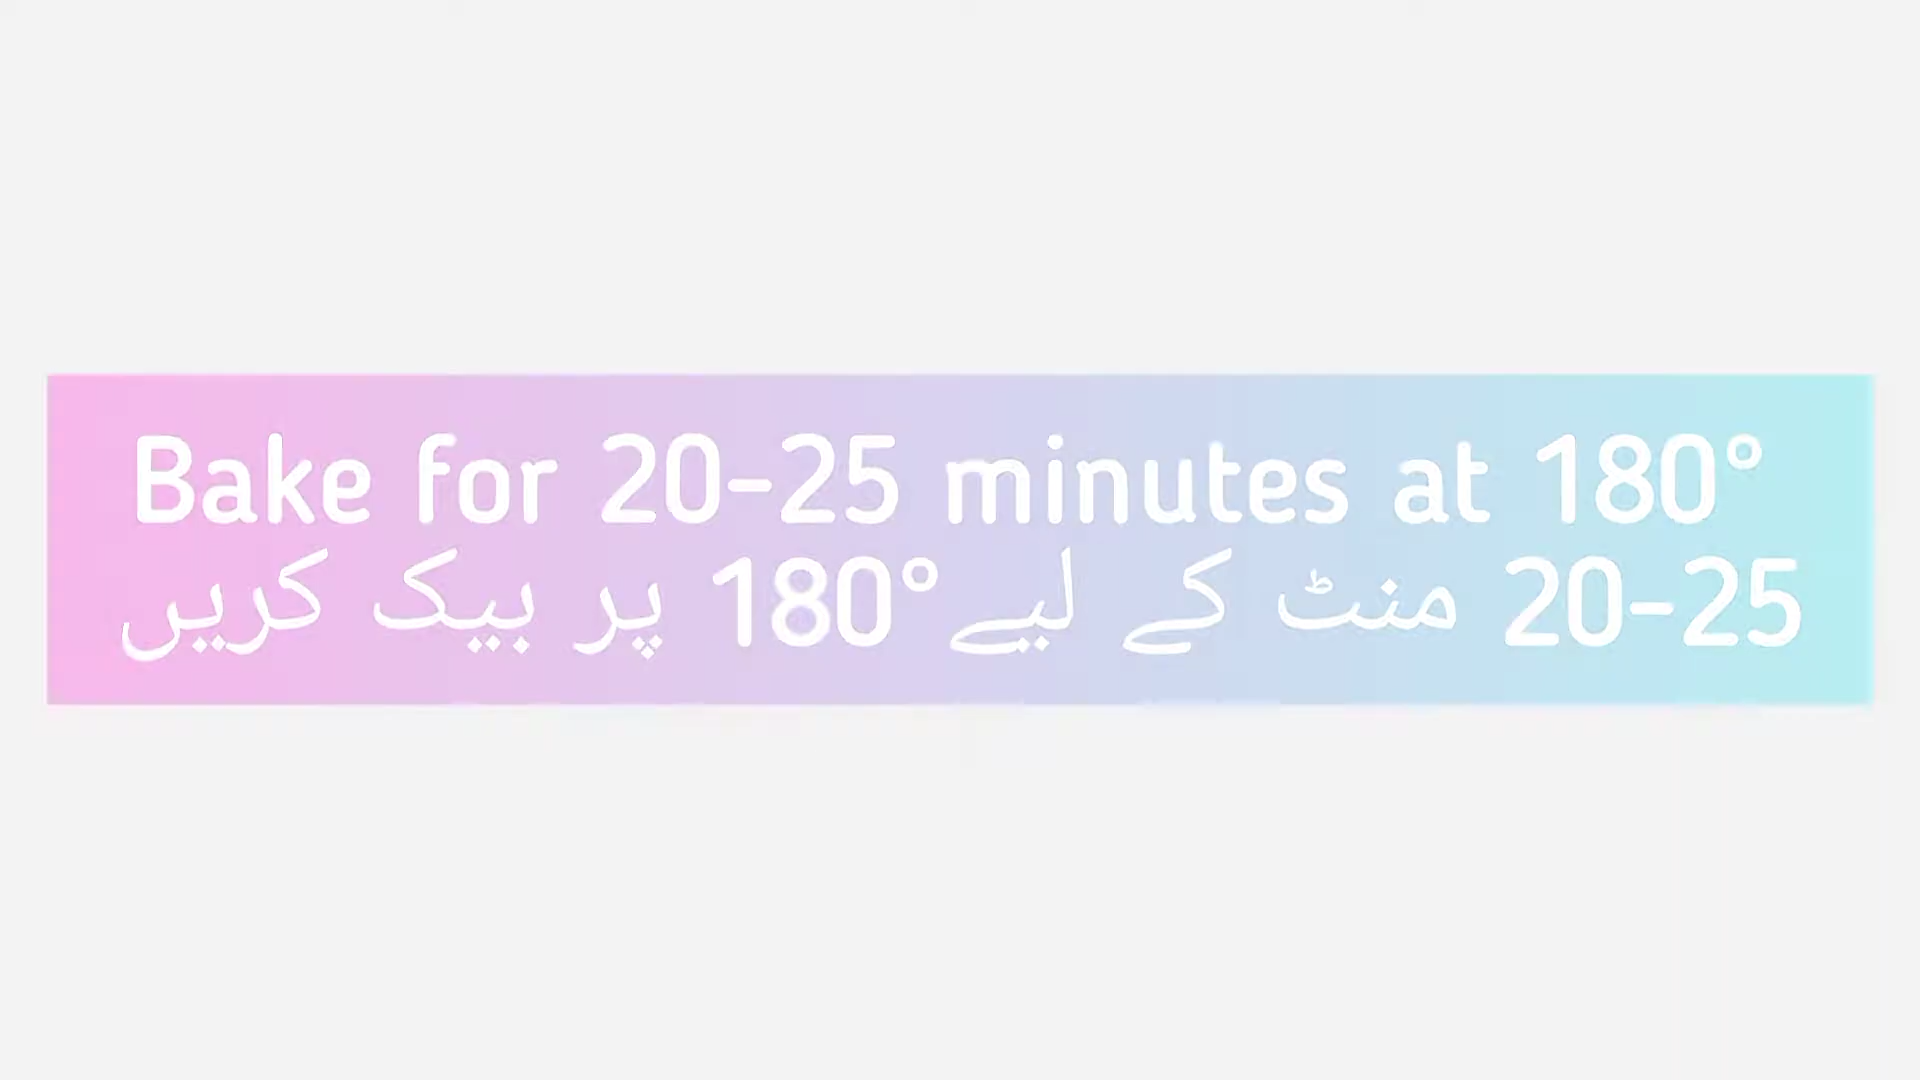 Bake for 20-25 minutes at 180°
20-25 منٹ کے لیے 180° پر بیک کریں